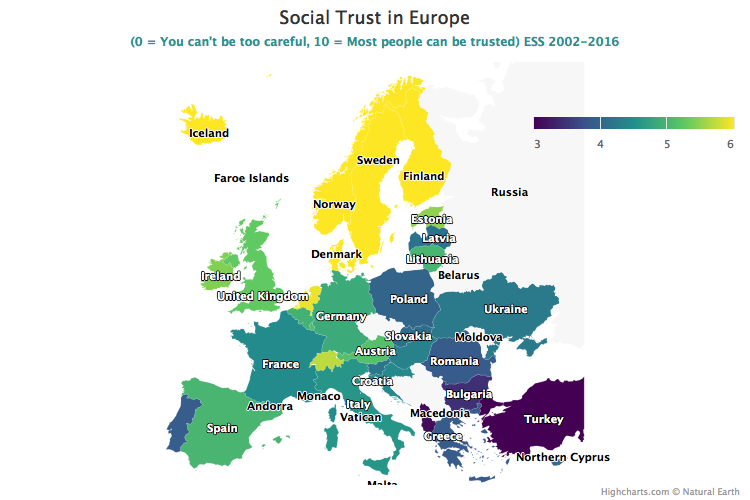 Social Trust in Europe
(0 = You can't be too careful, 10 = Most people can be trusted) ESS 2002-2016
3 4 5 6
Iceland
Sweden
Finland
Faroe Islands
Russia
Norway
Estonia
Latvia
Denmark
Lithuania
Ireland
Belarus
United Kingdom
Poland
Germany
Ukraine
Slovakia
Moldova
Austria
France
Romania
Croatia
Monaco
Bulgaria
Andorra
Italy
Vatican
Macedonia
Spain
Turkey
Greece
Northern Cyprus
Malta
Highcharts.com © Natural Earth